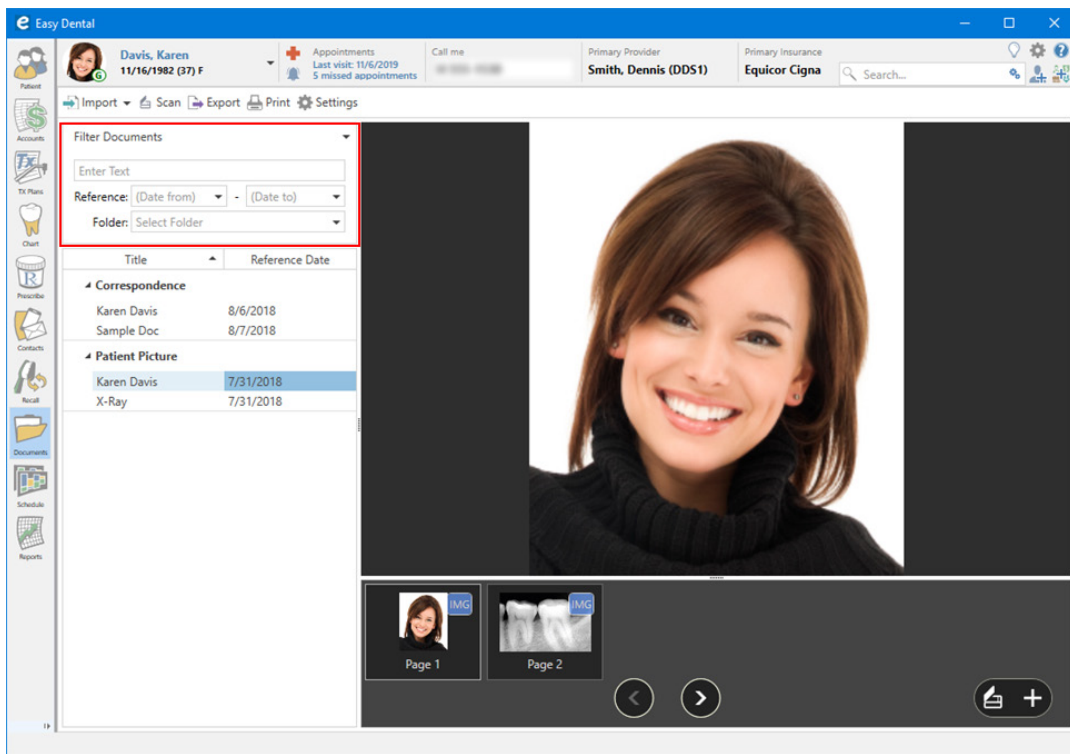 Easy Dental
Davis, Karen
11/16/1982 (37) F
G
Appointments
Last visit: 11/6/2019
5 missed appointments
Call me
Primary Provider
Smith, Dennis (DDS1)
Primary Insurance
Equicor Cigna
Search...
Patient
Accounts
TX Plans
Chart
Prescribe
Contacts
Recall
Documents
Schedule
Reports
Import Scan Export Print Settings
Filter Documents
Enter Text
Reference: (Date from) - (Date to)
Folder: Select Folder
Title Reference Date
Correspondence
Karen Davis 8/6/2018
Sample Doc 8/7/2018
Patient Picture
Karen Davis 7/31/2018
X-Ray 7/31/2018
IMG
Page 1
IMG
Page 2